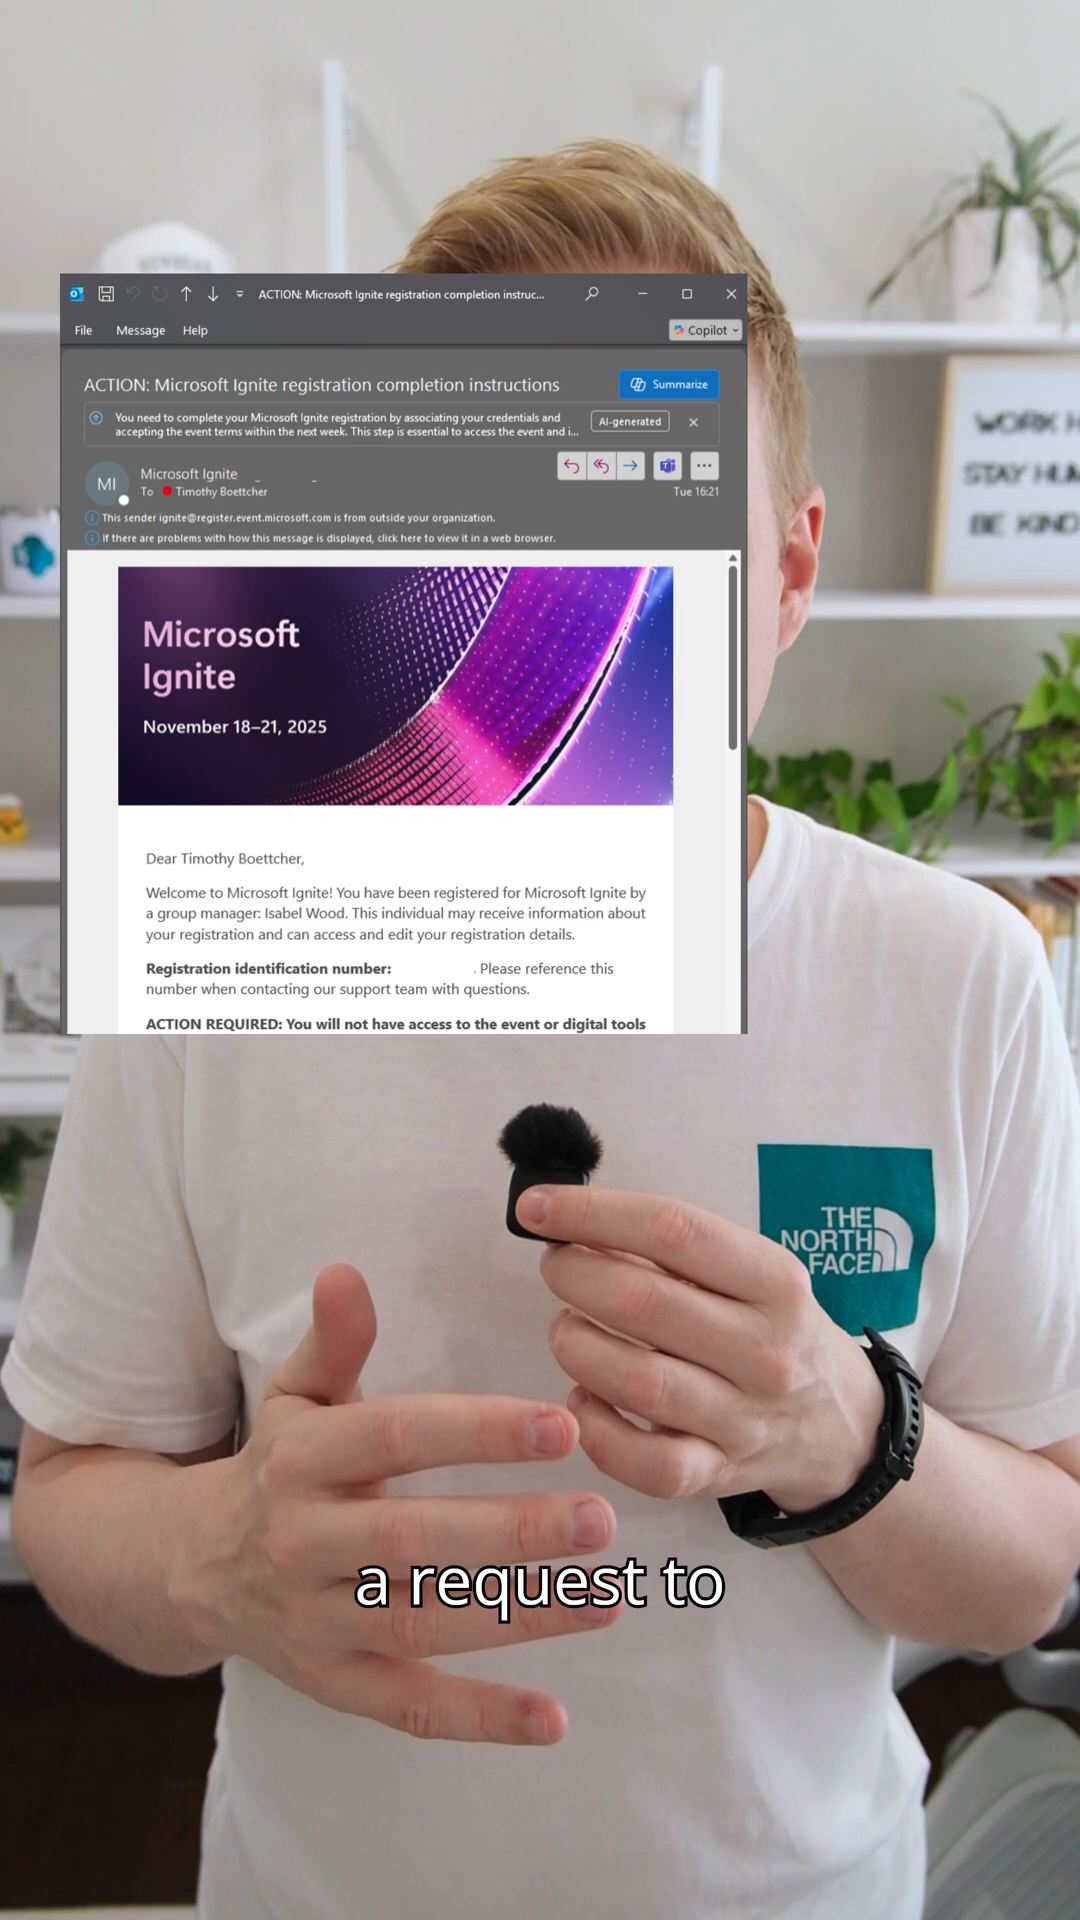 ACTION: Microsoft Ignite registration completion instruc...
File Message Help
Copilot
ACTION: Microsoft Ignite registration completion instructions
Summarize
You need to complete your Microsoft Ignite registration by associating your credentials and
accepting the event terms within the next week. This step is essential to access the event and i...
AI-generated
MI
Microsoft Ignite
To Timothy Boettcher
Tue 16:21
This sender ignite@register.event.microsoft.com is from outside your organization.
If there are problems with how this message is displayed, click here to view it in a web browser.
Microsoft
Ignite
November 18–21, 2025
Dear Timothy Boettcher,
Welcome to Microsoft Ignite! You have been registered for Microsoft Ignite by
a group manager: Isabel Wood. This individual may receive information about
your registration and can access and edit your registration details.
Registration identification number: . Please reference this
number when contacting our support team with questions.
ACTION REQUIRED: You will not have access to the event or digital tools
WORK H
STAY HUM
BE KIND
THE
NORTH
FACE
a request to